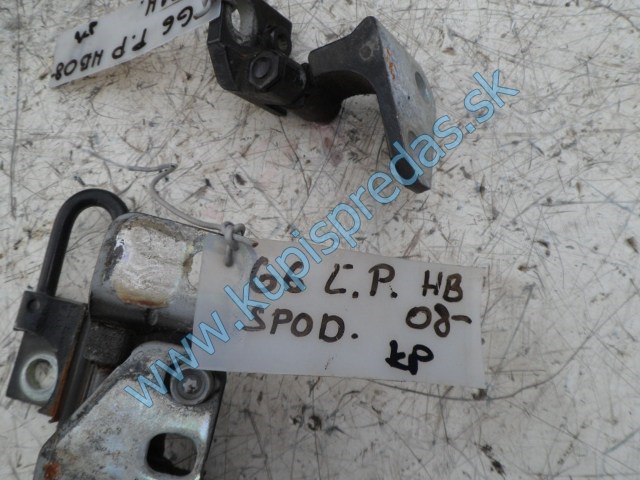 G6 L.P. HB 08-
SPOD.
KP
G6 T.P HB08-
www.kupispredas.sk